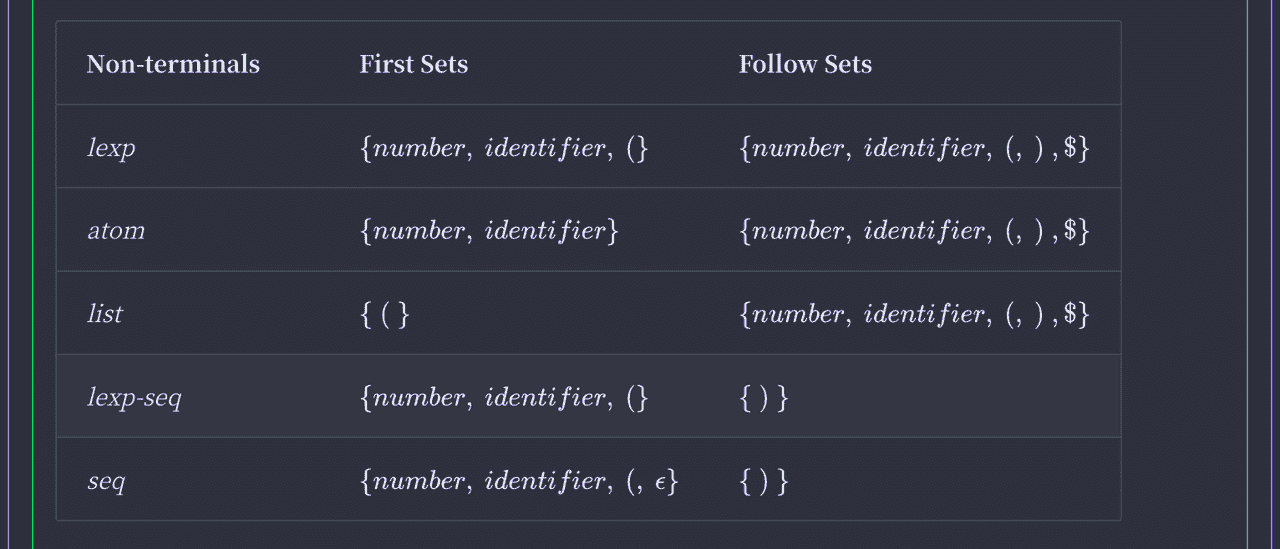 Non-terminals First Sets Follow Sets
lexp {number, identifier, (} {number, identifier, (, ) ,$}
atom {number, identifier} {number, identifier, (, ) ,$}
list { ( } {number, identifier, (, ) ,$}
lexp-seq {number, identifier, (} { ) }
seq {number, identifier, (, ϵ} { ) }